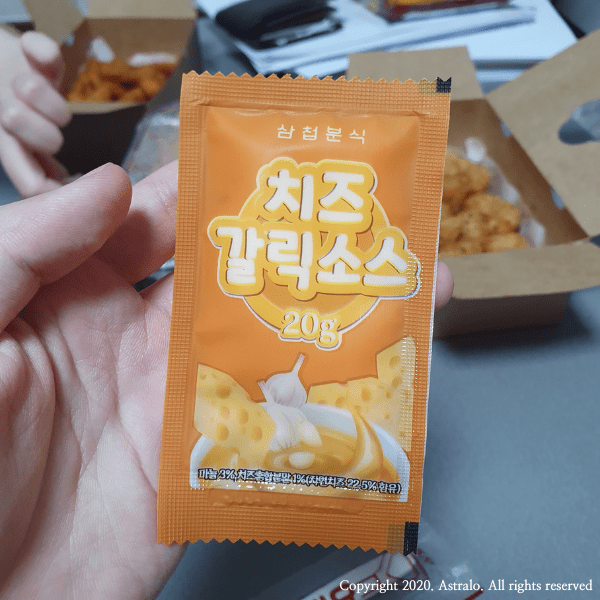 삼첩분식
치즈
갈릭소스
20g
마늘 3%, 치즈혼합분말 1%(자연치즈 22.5% 함유)
Copyright 2020. Astralo. All rights reserved